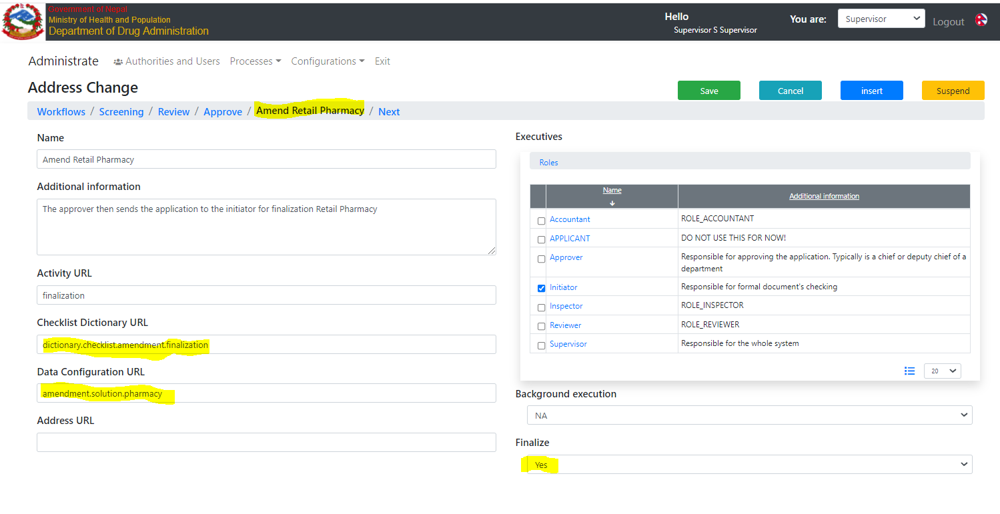 Government of Nepal
Ministry of Health and Population
Department of Drug Administration
Hello
Supervisor S Supervisor
You are:
Supervisor
Logout
Administrate
Authorities and Users
Processes
Configurations
Exit
Address Change
Save
Cancel
insert
Suspend
Workflows / Screening / Review / Approve / Amend Retail Pharmacy / Next
Name
Amend Retail Pharmacy
Additional information
The approver then sends the application to the initiator for finalization Retail Pharmacy
Activity URL
finalization
Checklist Dictionary URL
dictionary.checklist.amendment.finalization
Data Configuration URL
amendment.solution.pharmacy
Address URL
Executives
Roles
Name
Additional information
Accountant ROLE_ACCOUNTANT
APPLICANT DO NOT USE THIS FOR NOW!
Approver Responsible for approving the application. Typically is a chief or deputy chief of a
department
Initiator Responsible for formal document's checking
Inspector ROLE_INSPECTOR
Reviewer ROLE_REVIEWER
Supervisor Responsible for the whole system
20
Background execution
NA
Finalize
Yes